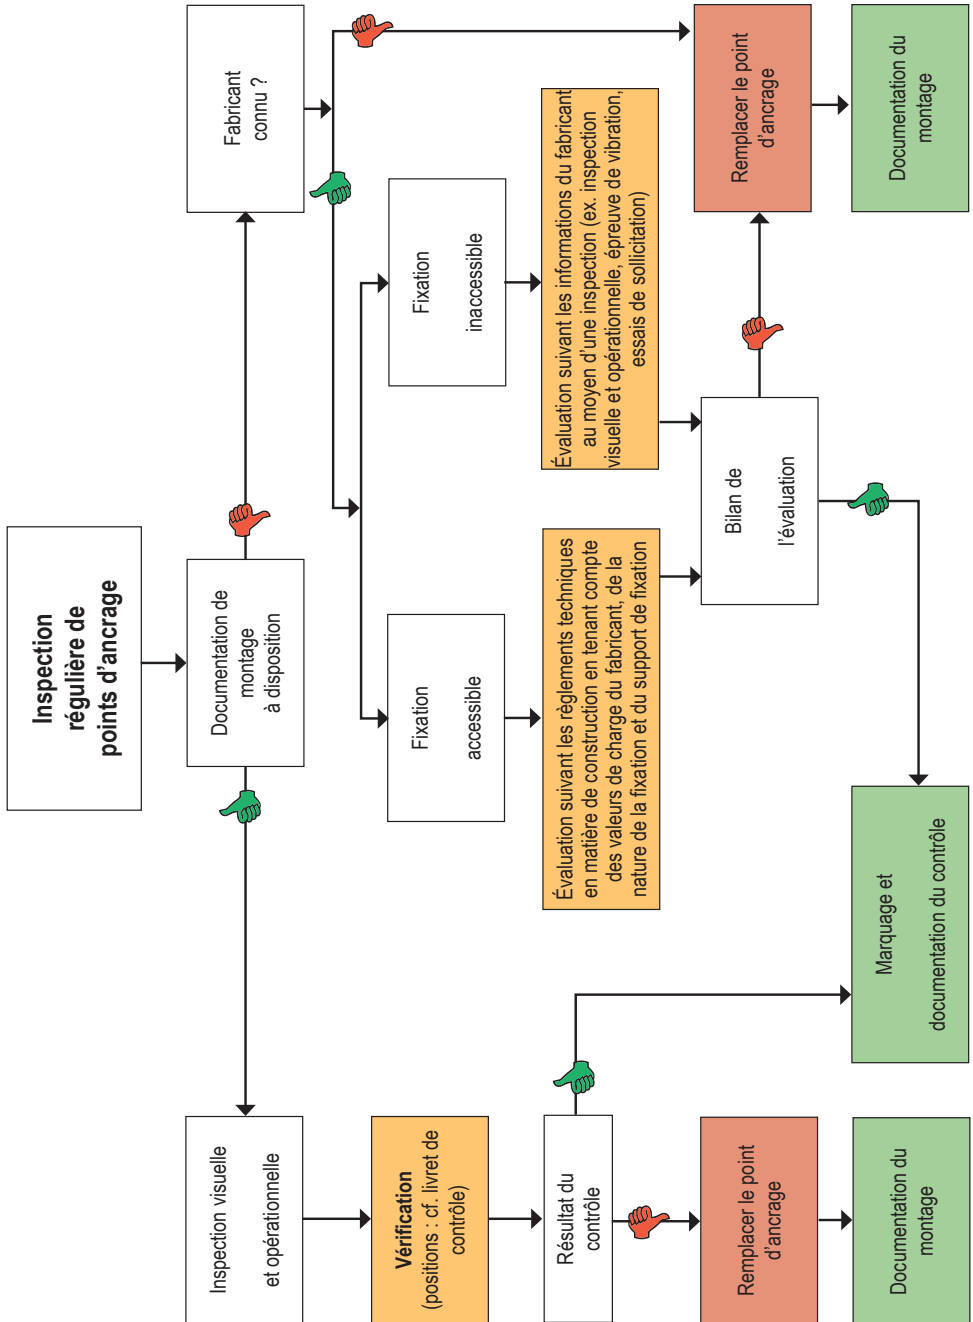 Inspection
régulière de
points d'ancrage
Documentation de
montage
à disposition
Inspection visuelle
et opérationnelle
Fabricant
connu ?
Vérification
(positions : cf. livret de
contrôle)
Fixation
accessible
Fixation
inaccessible
Résultat du
contrôle
Évaluation suivant les règlements techniques
en matière de construction en tenant compte
des valeurs de charge du fabricant, de la
nature de la fixation et du support de fixation
Évaluation suivant les informations du fabricant
au moyen d'une inspection (ex. inspection
visuelle et opérationnelle, épreuve de vibration,
essais de sollicitation)
Remplacer le point
d'ancrage
Bilan de
l'évaluation
Remplacer le point
d'ancrage
Documentation du
montage
Marquage et
documentation du contrôle
Documentation du
montage